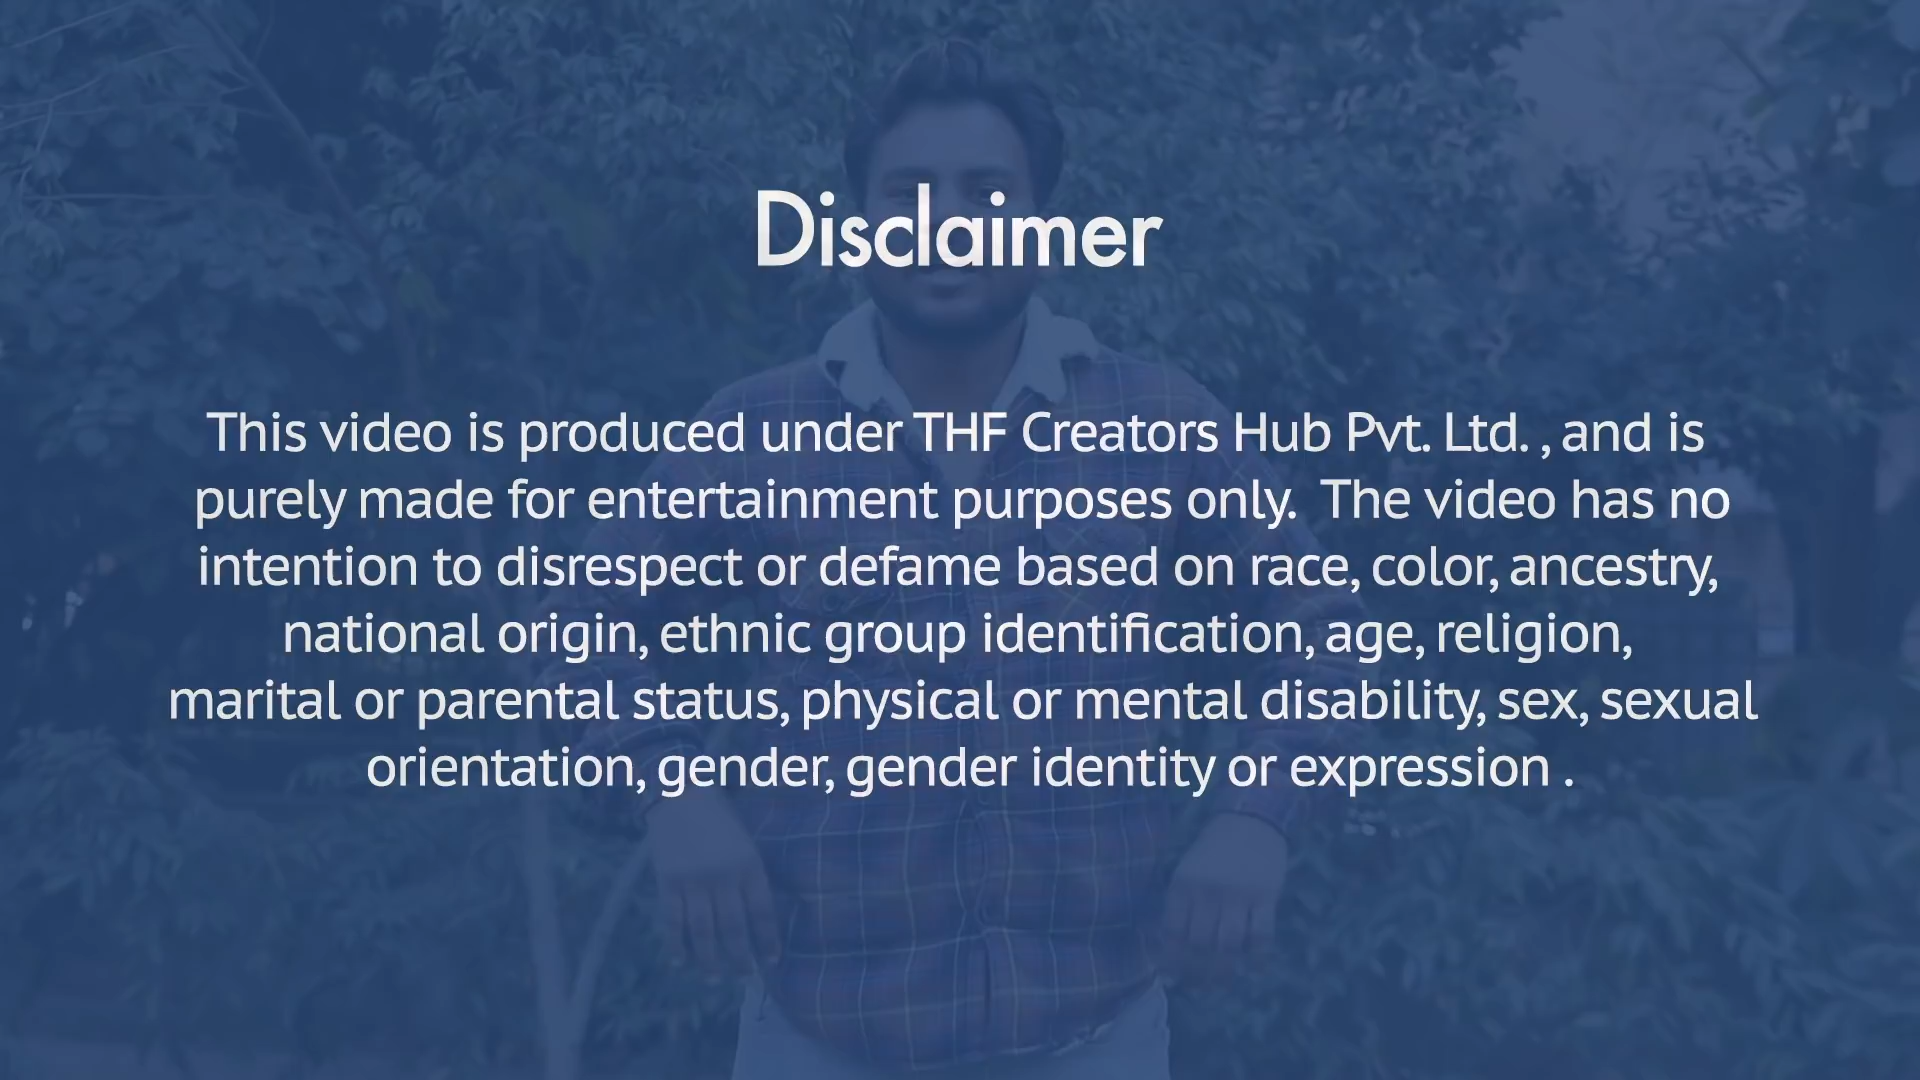 Disclaimer
This video is produced under THF Creators Hub Pvt. Ltd. , and is
purely made for entertainment purposes only.  The video has no
intention to disrespect or defame based on race, color, ancestry,
national origin, ethnic group identification, age, religion,
marital or parental status, physical or mental disability, sex, sexual
orientation, gender, gender identity or expression .